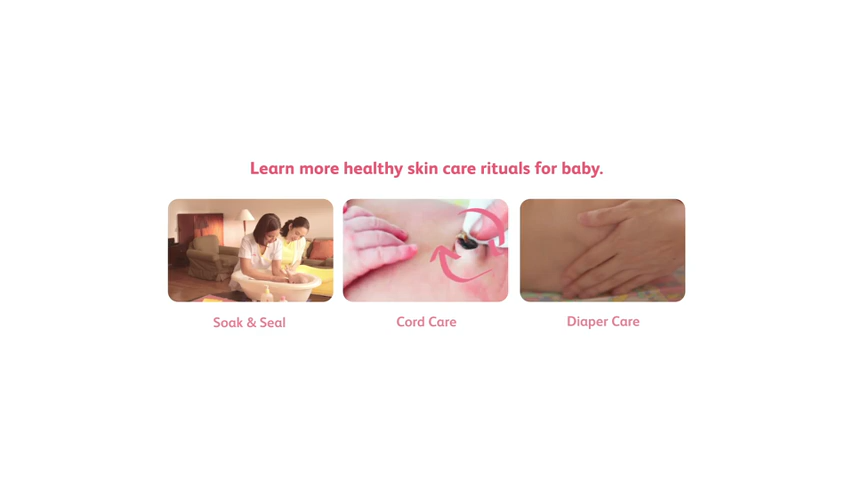 Learn more healthy skin care rituals for baby.
Soak & Seal
Cord Care
Diaper Care